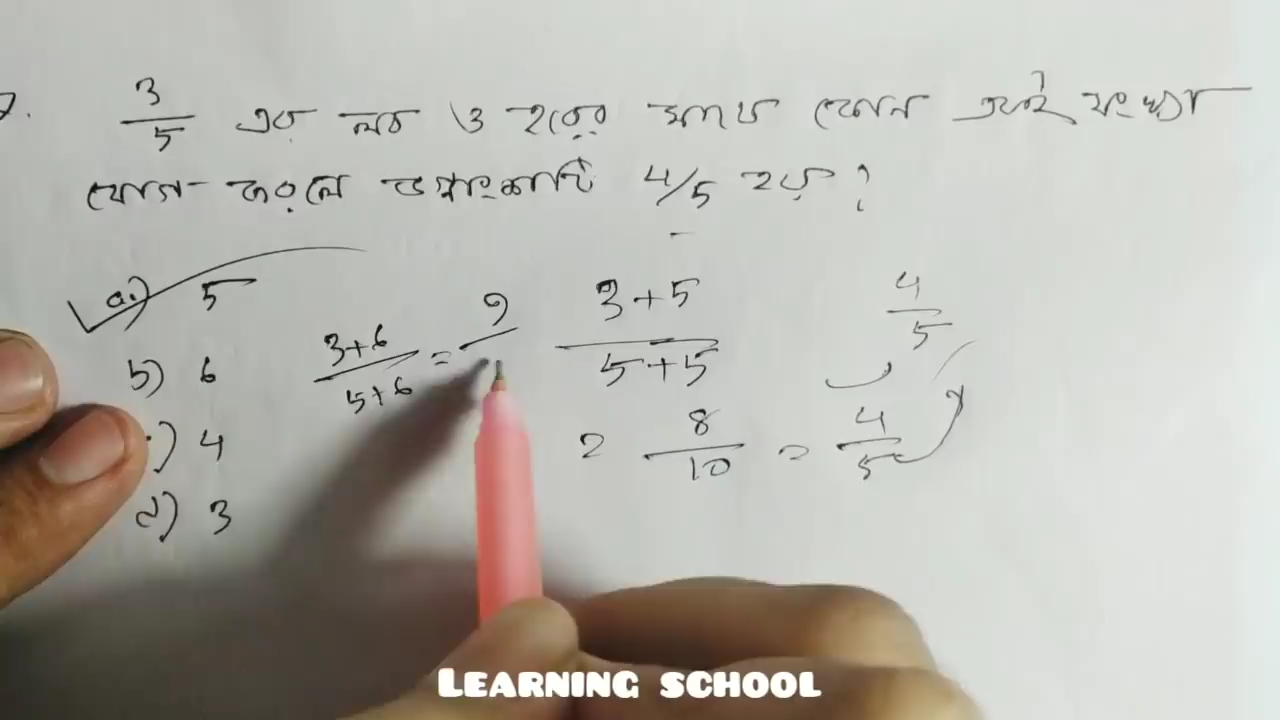 3/5 এর লব ও হরের সাথে কোন একই সংখ্যা
যোগ করলে ভগ্নাংশটি 4/5 হয়?
a.) 5
b) 6
) 4
d) 3
3+6/5+6 = 9/
3+5/5+5
= 8/10 = 4/5
4/5
LEARNING SCHOOL